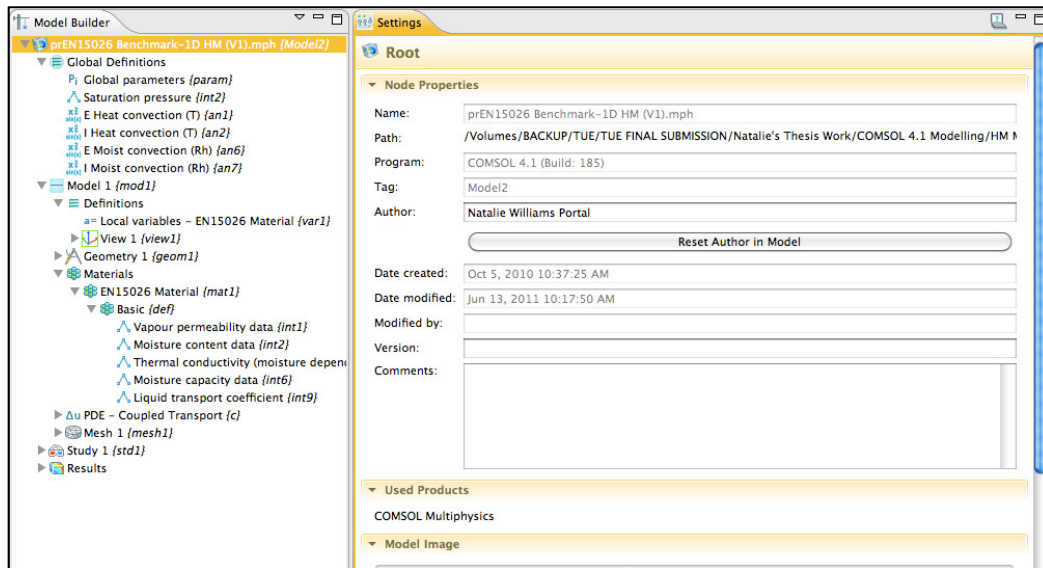 Model Builder
prEN15026 Benchmark-1D HM (V1).mph {Model2}
Global Definitions
Pi Global parameters {param}
Saturation pressure {int2}
E Heat convection (T) {an1}
I Heat convection (T) {an2}
E Moist convection (Rh) {an6}
I Moist convection (Rh) {an7}
Model 1 {mod1}
Definitions
a= Local variables – EN15026 Material {var1}
View 1 {view1}
Geometry 1 {geom1}
Materials
EN15026 Material {mat1}
Basic {def}
Vapour permeability data {int1}
Moisture content data {int2}
Thermal conductivity (moisture depen
Moisture capacity data {int6}
Liquid transport coefficient {int9}
Δu PDE – Coupled Transport {c}
Mesh 1 {mesh1}
Study 1 {std1}
Results
Settings
Root
Node Properties
Name: prEN15026 Benchmark-1D HM (V1).mph
Path: /Volumes/BACKUP/TUE/TUE FINAL SUBMISSION/Natalie's Thesis Work/COMSOL 4.1 Modelling/HM
Program: COMSOL 4.1 (Build: 185)
Tag: Model2
Author: Natalie Williams Portal
Reset Author in Model
Date created: Oct 5, 2010 10:37:25 AM
Date modified: Jun 13, 2011 10:17:50 AM
Modified by:
Version:
Comments:
Used Products
COMSOL Multiphysics
Model Image